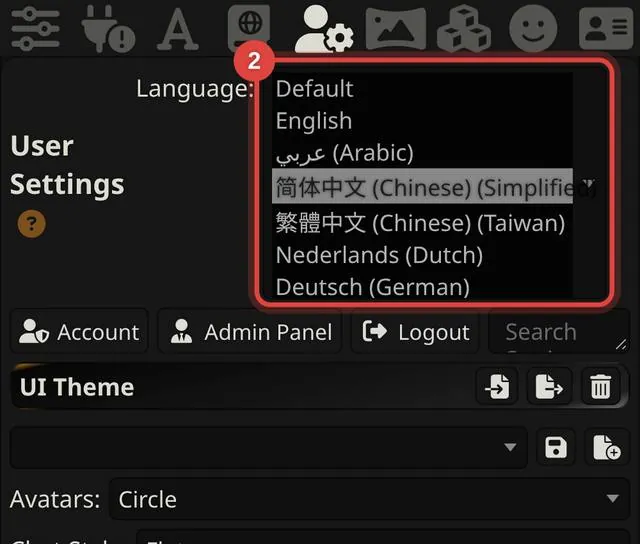 2
Language:
Default
English
عربي (Arabic)
简体中文 (Chinese) (Simplified)
繁體中文 (Chinese) (Taiwan)
Nederlands (Dutch)
Deutsch (German)
User
Settings
?
Account
Admin Panel
Logout
Search
UI Theme
Avatars: Circle